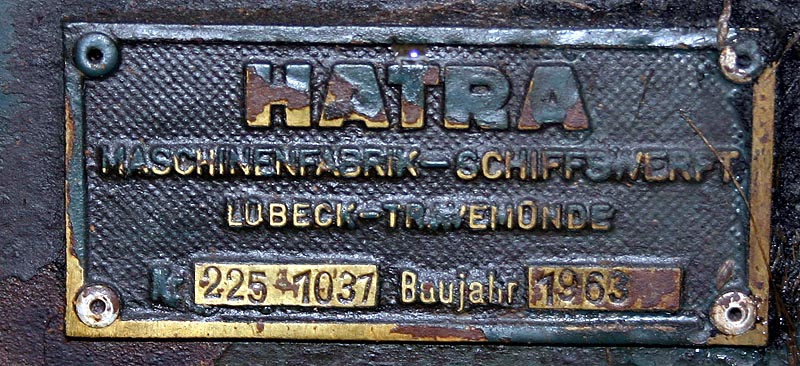 HATRA
MASCHINENFABRIK-SCHIFFSWERFT
LÜBECK-TRAVEMÜNDE
225 1037 Baujahr 1963